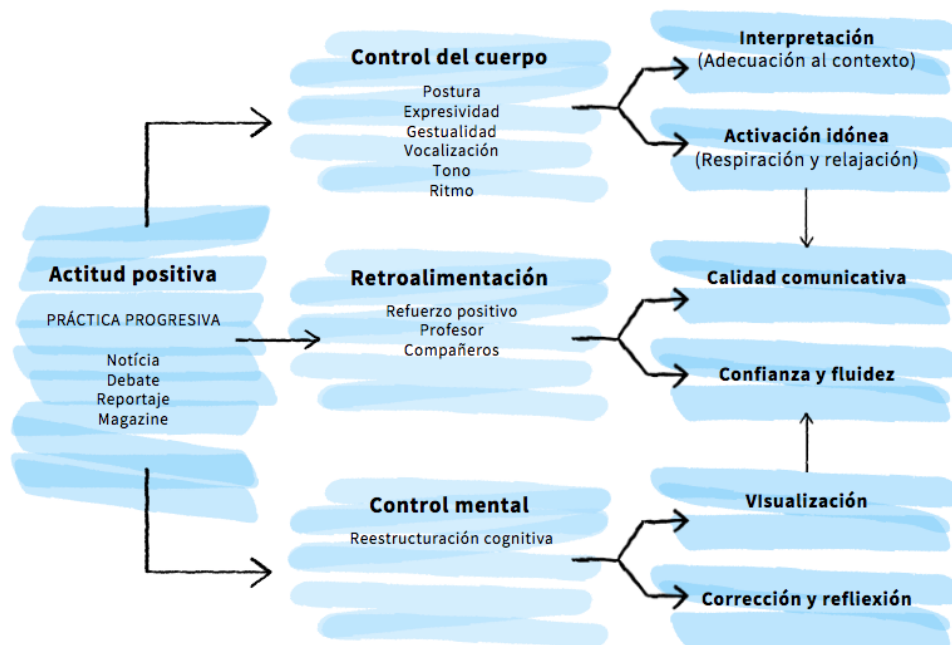 Actitud positiva
PRÁCTICA PROGRESIVA
Notícia
Debate
Reportaje
Magazine
Control del cuerpo
Postura
Expresividad
Gestualidad
Vocalización
Tono
Ritmo
Interpretación
(Adecuación al contexto)
Activación idónea
(Respiración y relajación)
Retroalimentación
Refuerzo positivo
Profesor
Compañeros
Calidad comunicativa
Confianza y fluidez
Control mental
Reestructuración cognitiva
VIsualización
Corrección y refliexión